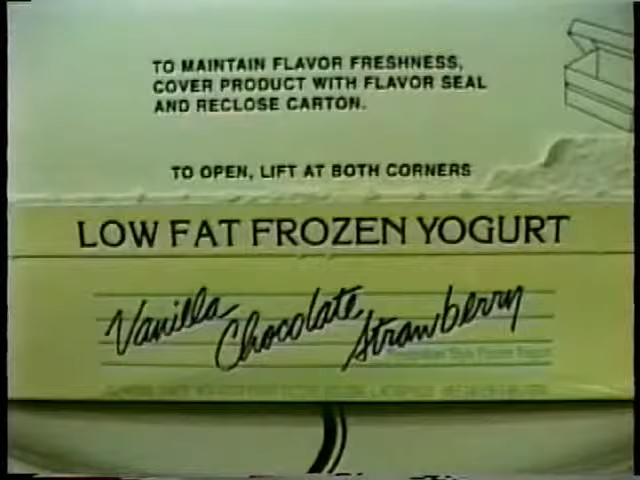 TO MAINTAIN FLAVOR FRESHNESS,
COVER PRODUCT WITH FLAVOR SEAL
AND RECLOSE CARTON.
TO OPEN, LIFT AT BOTH CORNERS
LOW FAT FROZEN YOGURT
Vanilla Chocolate Strawberry